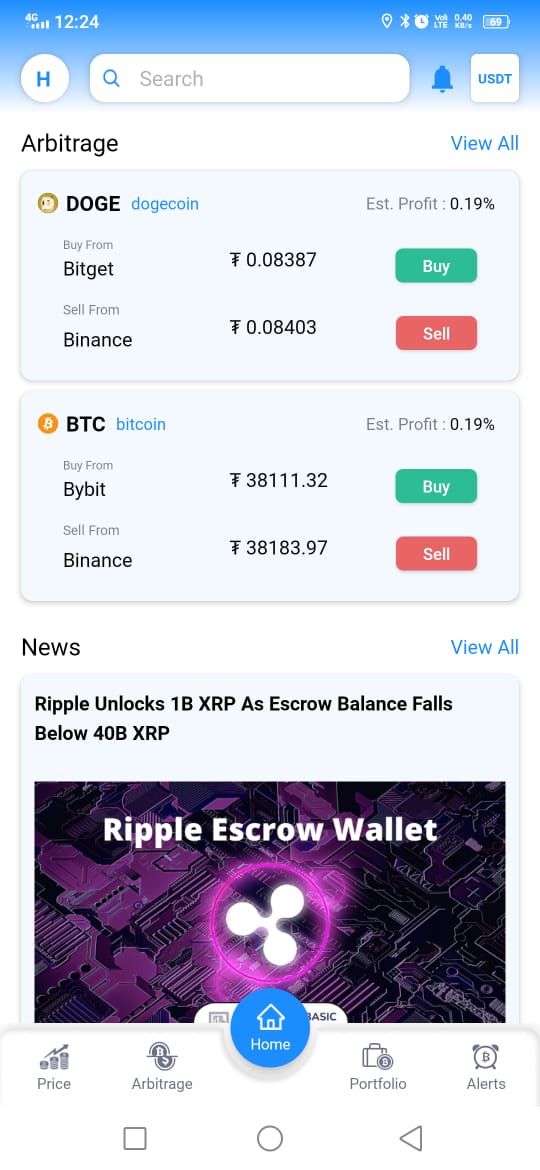 4G 12:24 Vo) LTE 0.40 KB/s 69
H Search USDT
Arbitrage View All
DOGE dogecoin Est. Profit : 0.19%
Buy From
Bitget ₮ 0.08387 Buy
Sell From
Binance ₮ 0.08403 Sell
BTC bitcoin Est. Profit : 0.19%
Buy From
Bybit ₮ 38111.32 Buy
Sell From
Binance ₮ 38183.97 Sell
News View All
Ripple Unlocks 1B XRP As Escrow Balance Falls
Below 40B XRP
Ripple Escrow Wallet
BASIC
Home
Price Arbitrage Portfolio Alerts